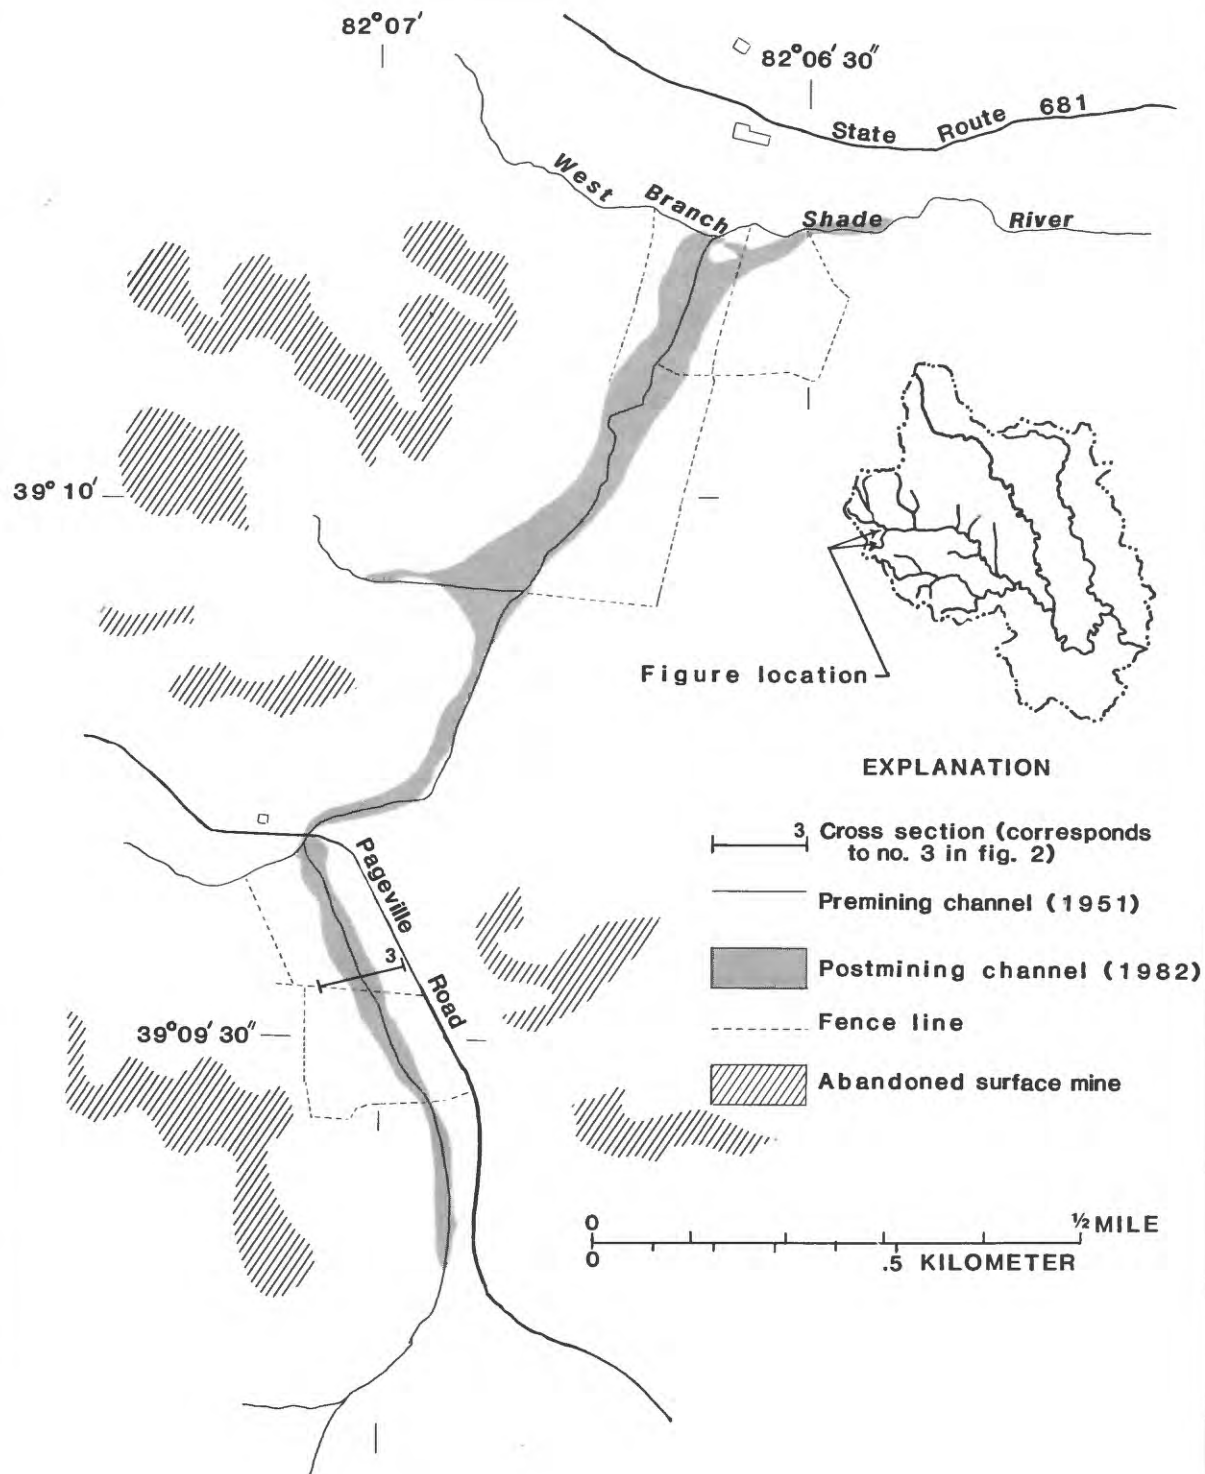 82°07'
82°06'30"
State Route 681
West Branch Shade River
39°10'
Figure location
EXPLANATION
3 Cross section (corresponds
to no. 3 in fig. 2)
Premining channel (1951)
Postmining channel (1982)
Fence line
Abandoned surface mine
Pageville Road
3
39°09'30"
0 ½ MILE
0 .5 KILOMETER